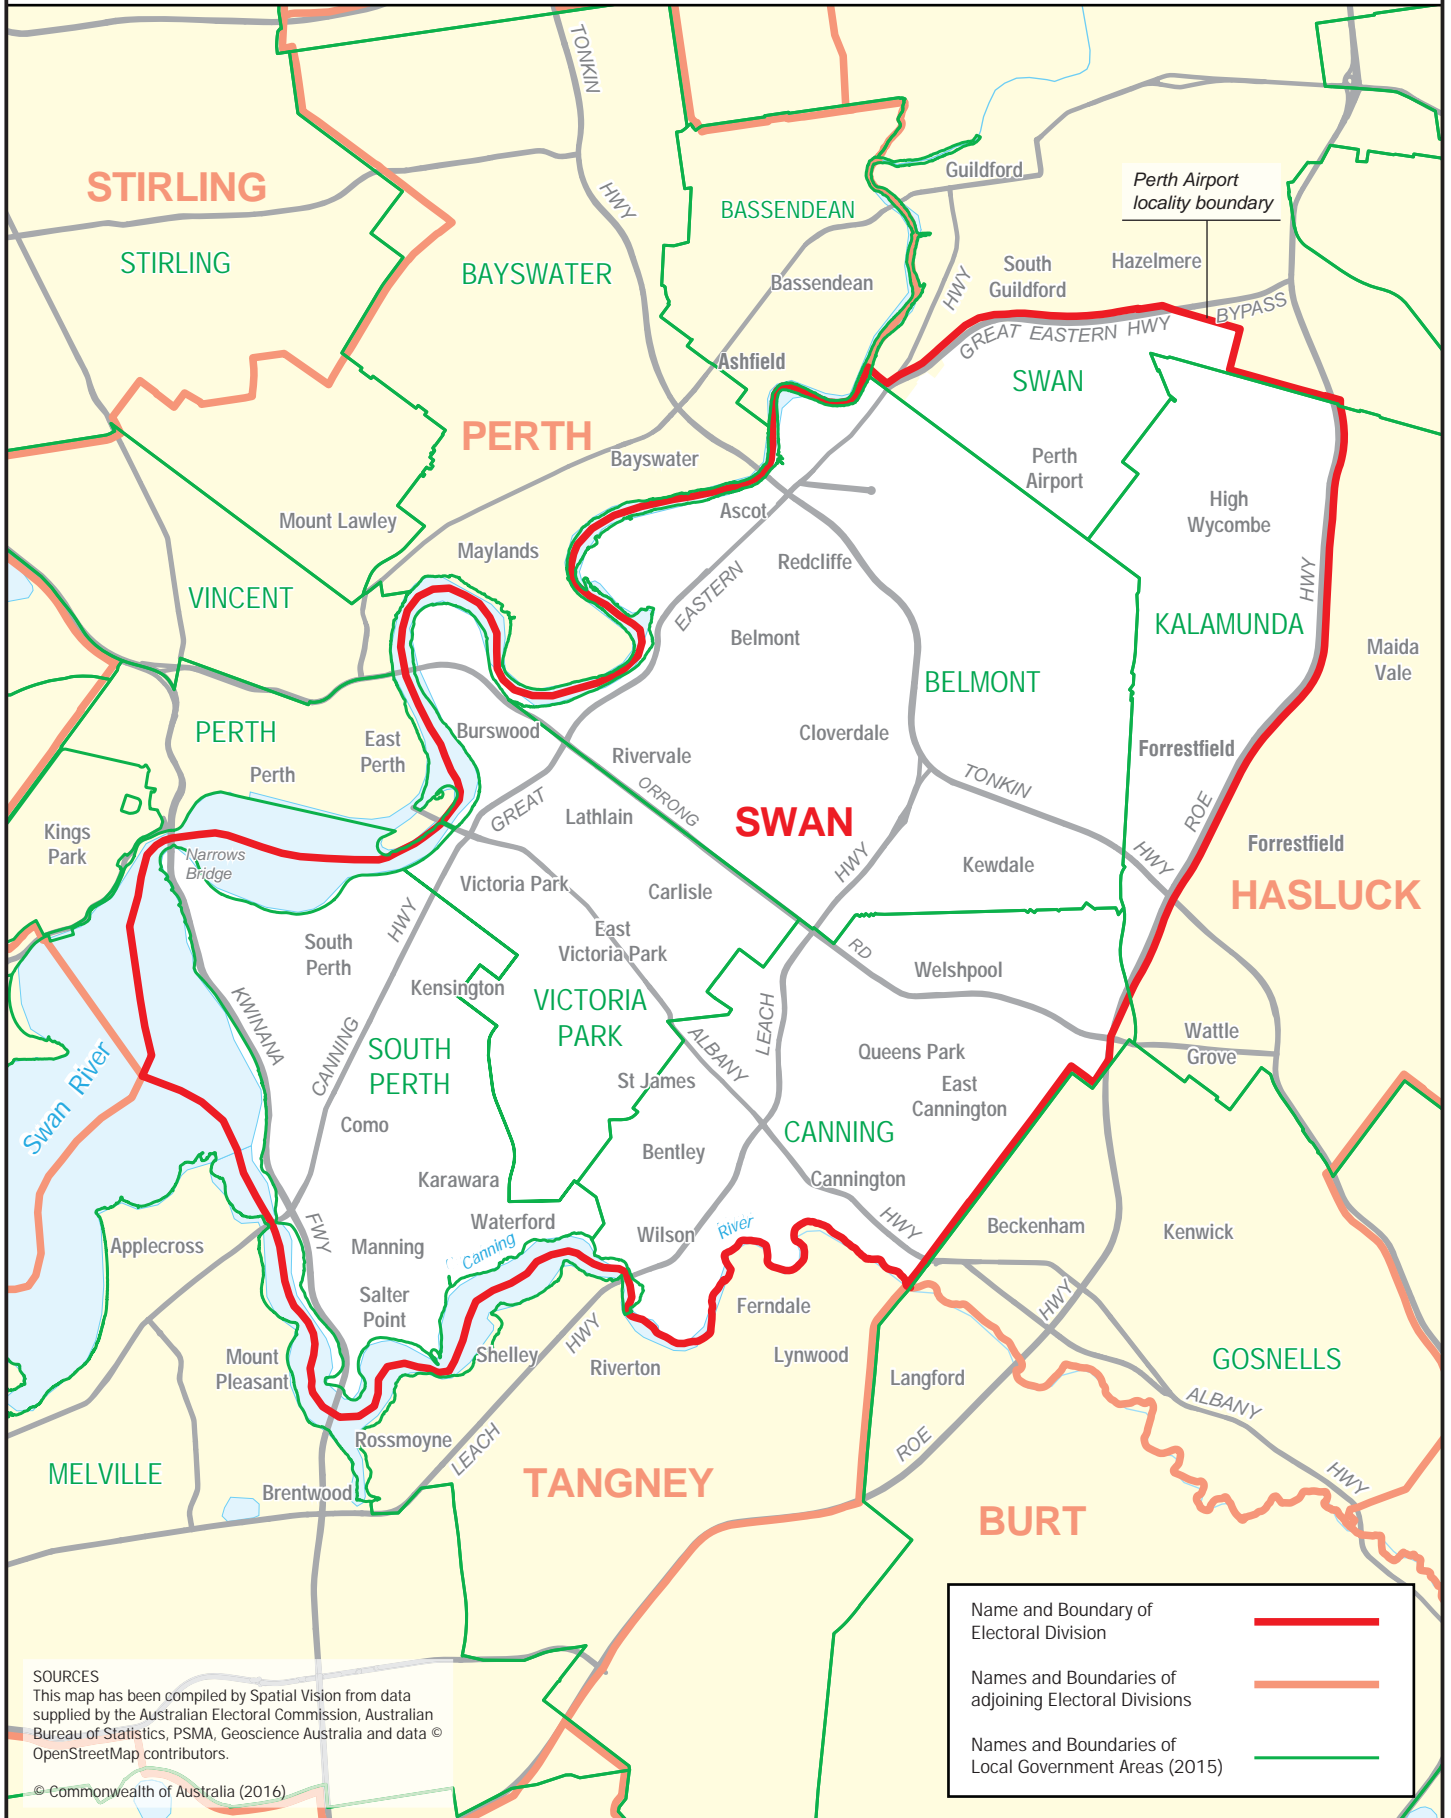 TONKIN
HWY
STIRLING
STIRLING
BAYSWATER
BASSENDEAN
Bassendean
Guildford
Perth Airport
locality boundary
HWY
South
Guildford
Hazelmere
BYPASS
GREAT EASTERN HWY
SWAN
Ashfield
PERTH
Bayswater
Perth
Airport
High
Wycombe
Mount Lawley
Maylands
Ascot
Redcliffe
EASTERN
VINCENT
Belmont
KALAMUNDA
HWY
Maida
Vale
BELMONT
PERTH
Perth
East
Perth
Burswood
Rivervale
Cloverdale
Forrestfield
ORRONG
TONKIN
GREAT
Lathlain
SWAN
ROE
Kings
Park
Narrows
Bridge
HWY
Kewdale
HWY
Forrestfield
HASLUCK
Victoria Park
Carlisle
HWY
South
Perth
East
Victoria Park
RD
Welshpool
Kensington
VICTORIA
PARK
KWINANA
CANNING
LEACH
ALBANY
Wattle
Grove
Swan River
SOUTH
PERTH
Queens Park
St James
East
Cannington
Como
CANNING
Bentley
Karawara
Cannington
Waterford
Wilson
River
HWY
Beckenham
Kenwick
Applecross
FWY
Manning
Canning
Salter
Point
Ferndale
HWY
HWY
Mount
Pleasant
Shelley
Riverton
Lynwood
Langford
GOSNELLS
ALBANY
Rossmoyne
LEACH
ROE
MELVILLE
Brentwood
TANGNEY
HWY
BURT
Name and Boundary of
Electoral Division
Names and Boundaries of
adjoining Electoral Divisions
Names and Boundaries of
Local Government Areas (2015)
SOURCES
This map has been compiled by Spatial Vision from data
supplied by the Australian Electoral Commission, Australian
Bureau of Statistics, PSMA, Geoscience Australia and data ©
OpenStreetMap contributors.
© Commonwealth of Australia (2016)